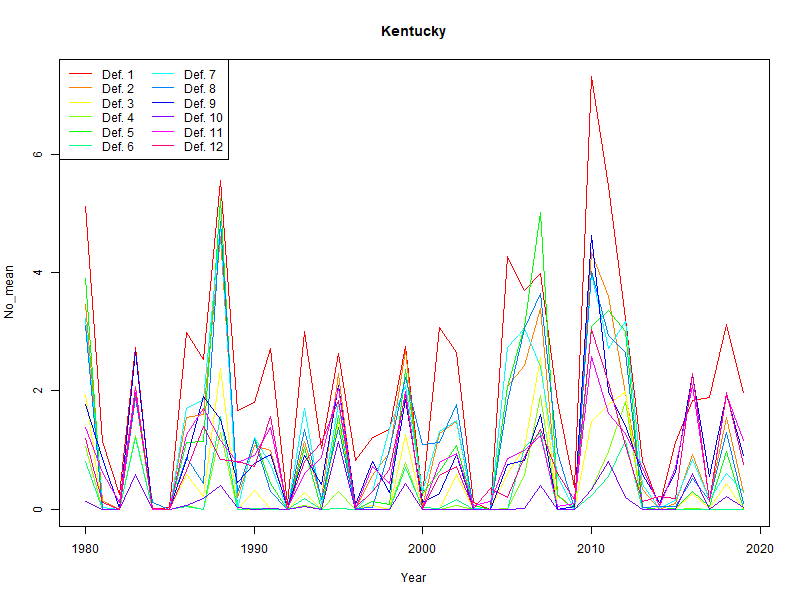 Kentucky
Def. 1
Def. 2
Def. 3
Def. 4
Def. 5
Def. 6
Def. 7
Def. 8
Def. 9
Def. 10
Def. 11
Def. 12
No_mean
6
4
2
0
1980 1990 2000 2010 2020
Year